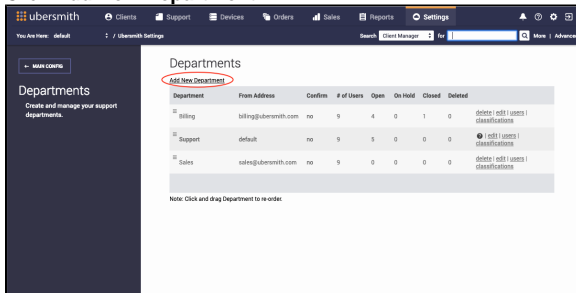 ubersmith Clients Support Devices Orders Sales Reports Settings
You Are Here: default / Ubersmith Settings Search Client Manager for More | Advance
← MAIN CONFIG
Departments
Create and manage your support
departments.
Departments
Add New Department
Department From Address Confirm # of Users Open On Hold Closed Deleted
Billing billing@ubersmith.com no 9 4 0 1 0 delete | edit | users |
classifications
Support default no 9 5 0 0 0 | edit | users |
classifications
Sales sales@ubersmith.com no 9 0 0 0 0 delete | edit | users |
classifications
Note: Click and drag Department to re-order.